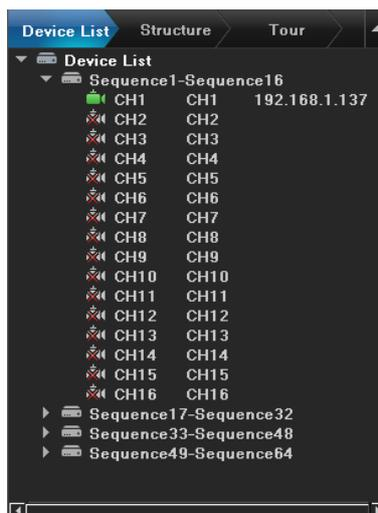 Device List Structure Tour
Device List
Sequence1-Sequence16
CH1 CH1 192.168.1.137
CH2 CH2
CH3 CH3
CH4 CH4
CH5 CH5
CH6 CH6
CH7 CH7
CH8 CH8
CH9 CH9
CH10 CH10
CH11 CH11
CH12 CH12
CH13 CH13
CH14 CH14
CH15 CH15
CH16 CH16
Sequence17-Sequence32
Sequence33-Sequence48
Sequence49-Sequence64